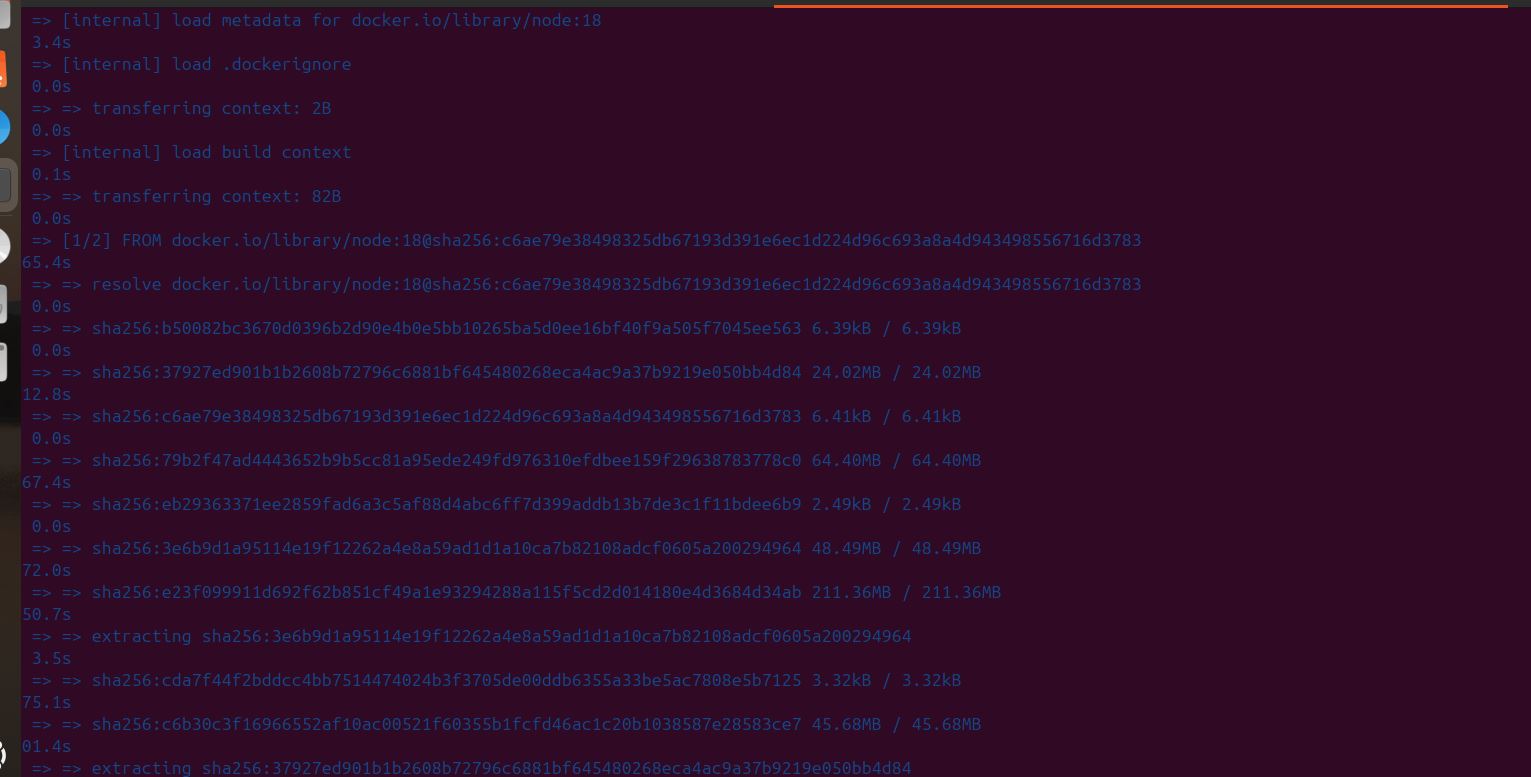 => [internal] load metadata for docker.io/library/node:18
3.4s
=> [internal] load .dockerignore
0.0s
=> => transferring context: 2B
0.0s
=> [internal] load build context
0.1s
=> => transferring context: 82B
0.0s
=> [1/2] FROM docker.io/library/node:18@sha256:c6ae79e38498325db67193d391e6ec1d224d96c693a8a4d943498556716d3783
65.4s
=> => resolve docker.io/library/node:18@sha256:c6ae79e38498325db67193d391e6ec1d224d96c693a8a4d943498556716d3783
0.0s
=> => sha256:b50082bc3670d0396b2d90e4b0e5bb10265ba5d0ee16bf40f9a505f7045ee563 6.39kB / 6.39kB
0.0s
=> => sha256:37927ed901b1b2608b72796c6881bf645480268eca4ac9a37b9219e050bb4d84 24.02MB / 24.02MB
12.8s
=> => sha256:c6ae79e38498325db67193d391e6ec1d224d96c693a8a4d943498556716d3783 6.41kB / 6.41kB
0.0s
=> => sha256:79b2f47ad4443652b9b5cc81a95ede249fd976310efdbee159f29638783778c0 64.40MB / 64.40MB
67.4s
=> => sha256:eb29363371ee2859fad6a3c5af88d4abc6ff7d399addb13b7de3c1f11bdee6b9 2.49kB / 2.49kB
0.0s
=> => sha256:3e6b9d1a95114e19f12262a4e8a59ad1d1a10ca7b82108adcf0605a200294964 48.49MB / 48.49MB
72.0s
=> => sha256:e23f099911d692f62b851cf49a1e93294288a115f5cd2d014180e4d3684d34ab 211.36MB / 211.36MB
50.7s
=> => extracting sha256:3e6b9d1a95114e19f12262a4e8a59ad1d1a10ca7b82108adcf0605a200294964
3.5s
=> => sha256:cda7f44f2bddcc4bb7514474024b3f3705de00ddb6355a33be5ac7808e5b7125 3.32kB / 3.32kB
75.1s
=> => sha256:c6b30c3f16966552af10ac00521f60355b1fcfd46ac1c20b1038587e28583ce7 45.68MB / 45.68MB
01.4s
=> => extracting sha256:37927ed901b1b2608b72796c6881bf645480268eca4ac9a37b9219e050bb4d84